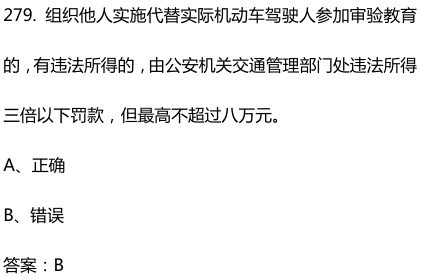 279. 组织他人实施代替实际机动车驾驶人参加审验教育
的，有违法所得的，由公安机关交通管理部门处违法所得
三倍以下罚款，但最高不超过八万元。
A、正确
B、错误
答案：B